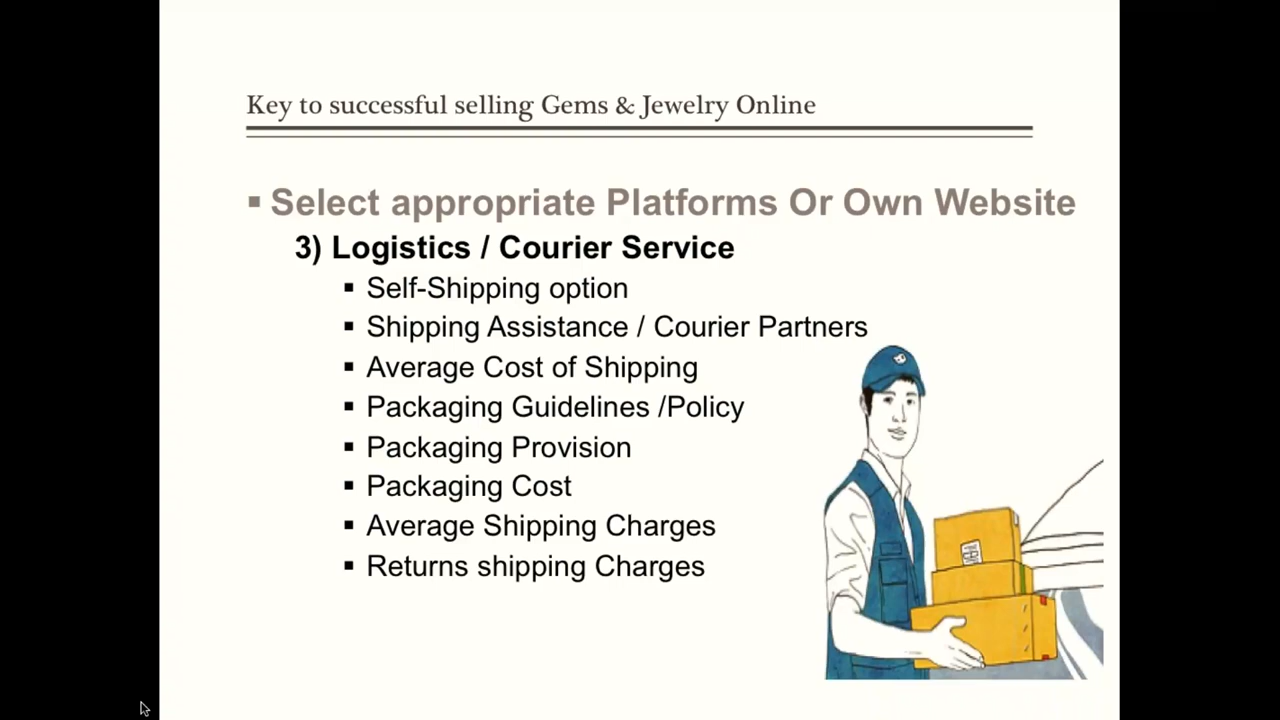 Key to successful selling Gems & Jewelry Online
▪ Select appropriate Platforms Or Own Website
3) Logistics / Courier Service
▪ Self-Shipping option
▪ Shipping Assistance / Courier Partners
▪ Average Cost of Shipping
▪ Packaging Guidelines /Policy
▪ Packaging Provision
▪ Packaging Cost
▪ Average Shipping Charges
▪ Returns shipping Charges